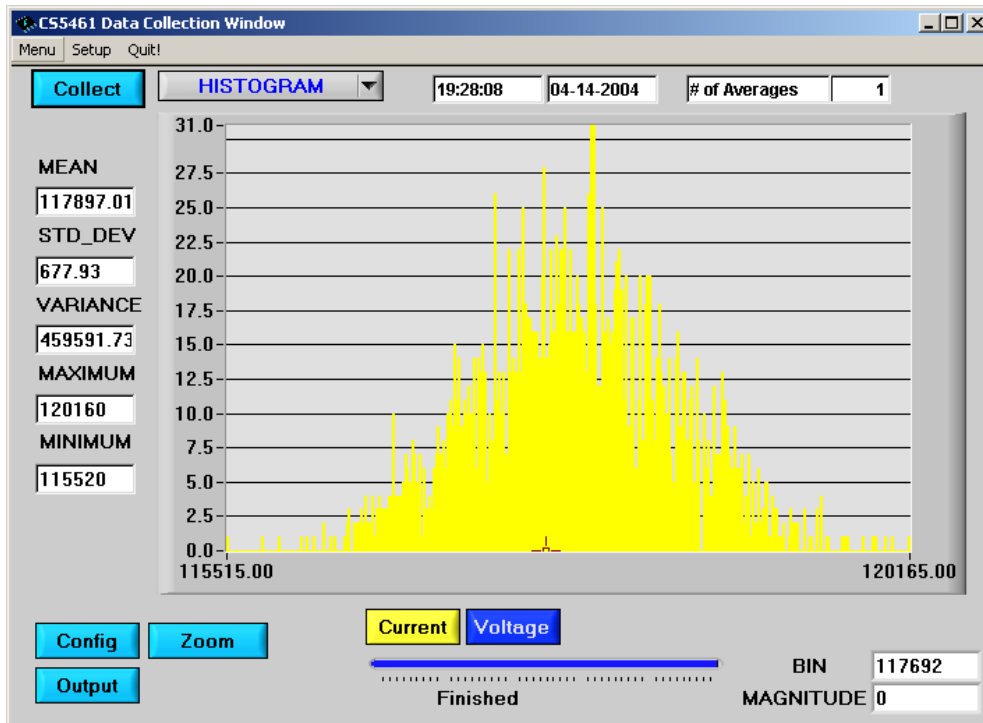 CS5461 Data Collection Window
Menu Setup Quit!
Collect HISTOGRAM 19:28:08 04-14-2004 # of Averages 1
MEAN
117897.01
STD_DEV
677.93
VARIANCE
459591.73
MAXIMUM
120160
MINIMUM
115520
31.0
27.5
25.0
22.5
20.0
17.5
15.0
12.5
10.0
7.5
5.0
2.5
0.0
115515.00 120165.00
Config Zoom
Output
Current Voltage
Finished
BIN 117692
MAGNITUDE 0